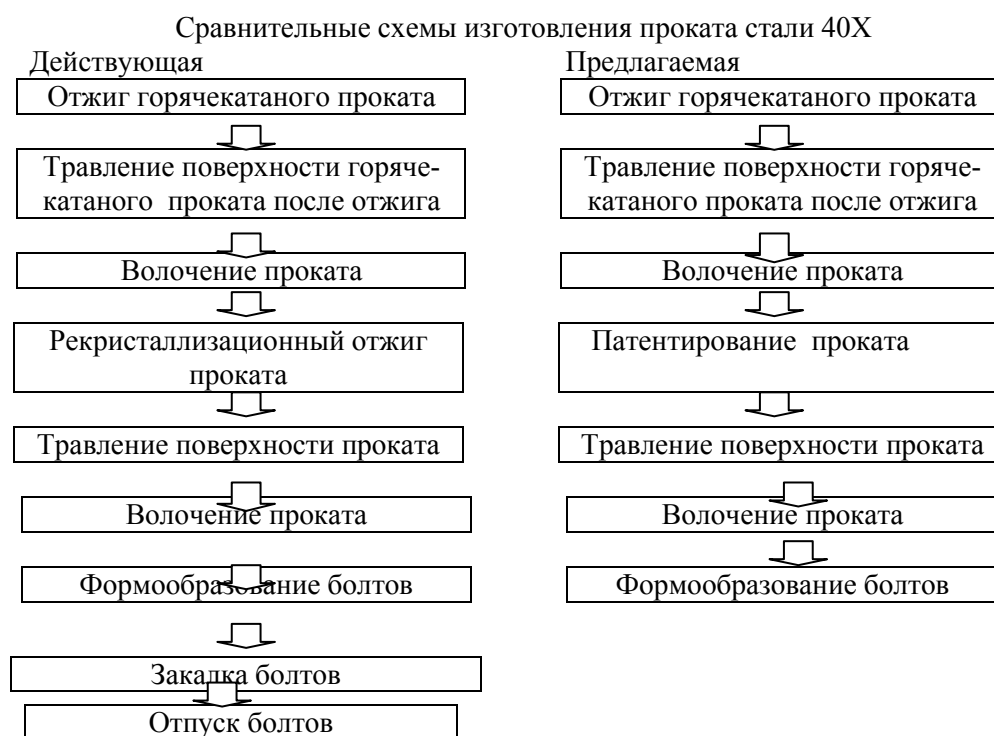 Сравнительные схемы изготовления проката стали 40Х
Действующая
Отжиг горячекатаного проката
Травление поверхности горяче-
катаного проката после отжига
Волочение проката
Рекристаллизационный отжиг
проката
Травление поверхности проката
Волочение проката
Формообразование болтов
Закалка болтов
Отпуск болтов
Предлагаемая
Отжиг горячекатаного проката
Травление поверхности горяче-
катаного проката после отжига
Волочение проката
Патентирование проката
Травление поверхности проката
Волочение проката
Формообразование болтов